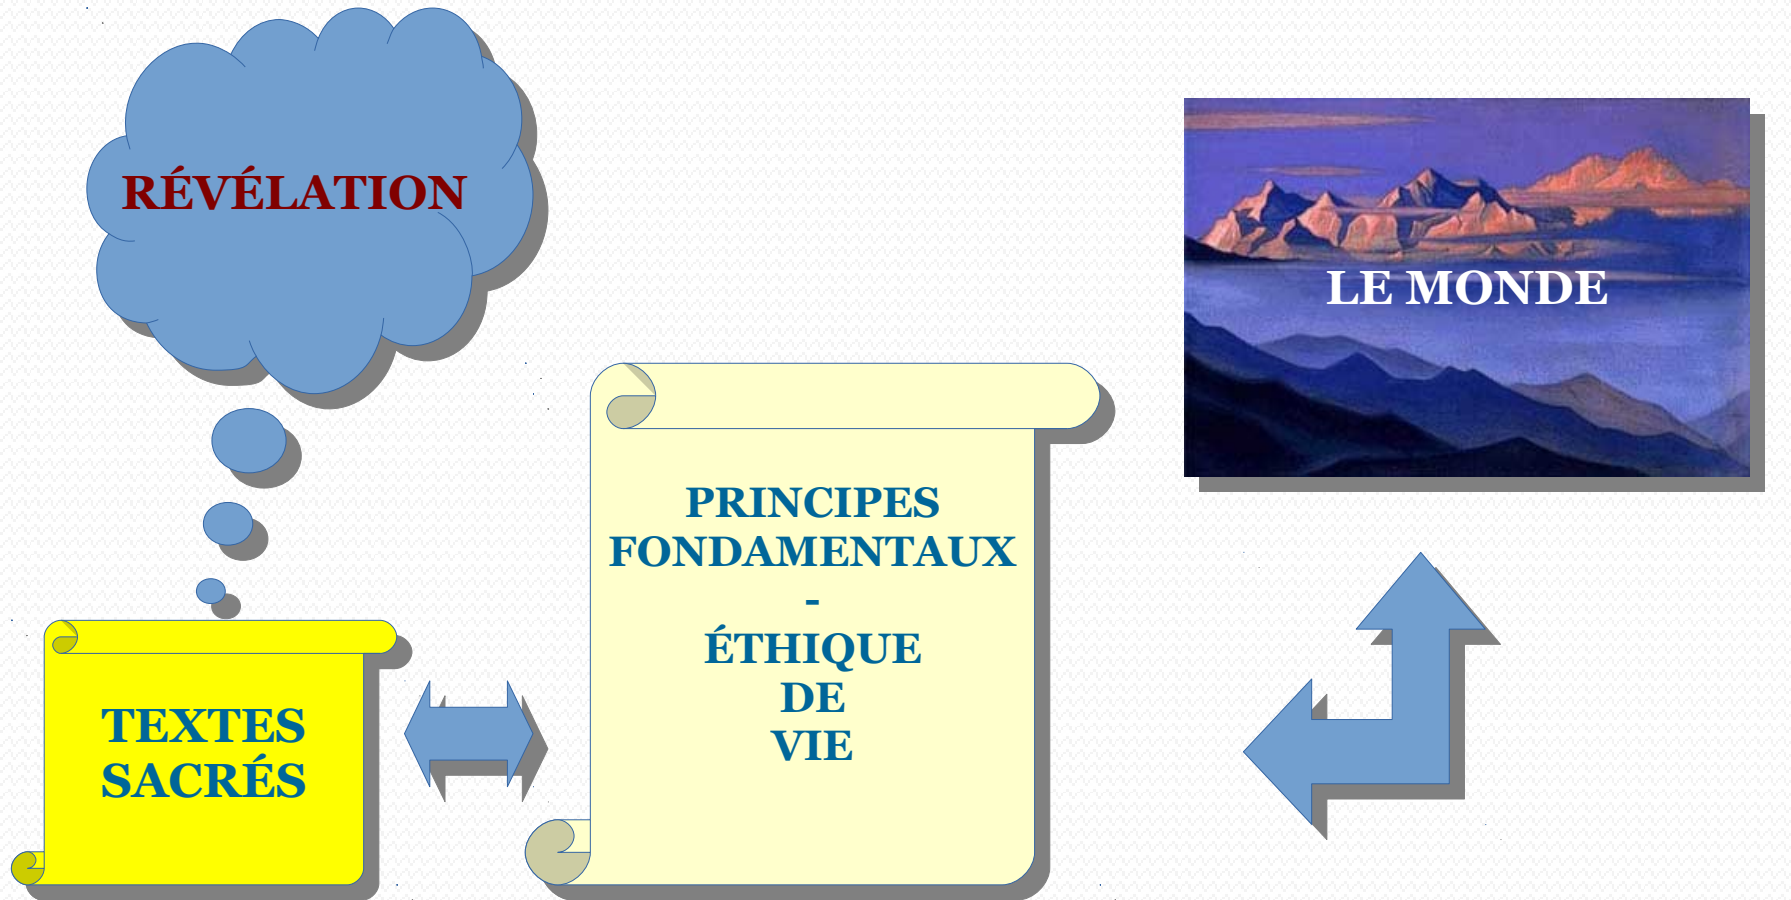 RÉVÉLATION
LE MONDE
PRINCIPES
FONDAMENTAUX
-
ÉTHIQUE
DE
VIE
TEXTES
SACRÉS